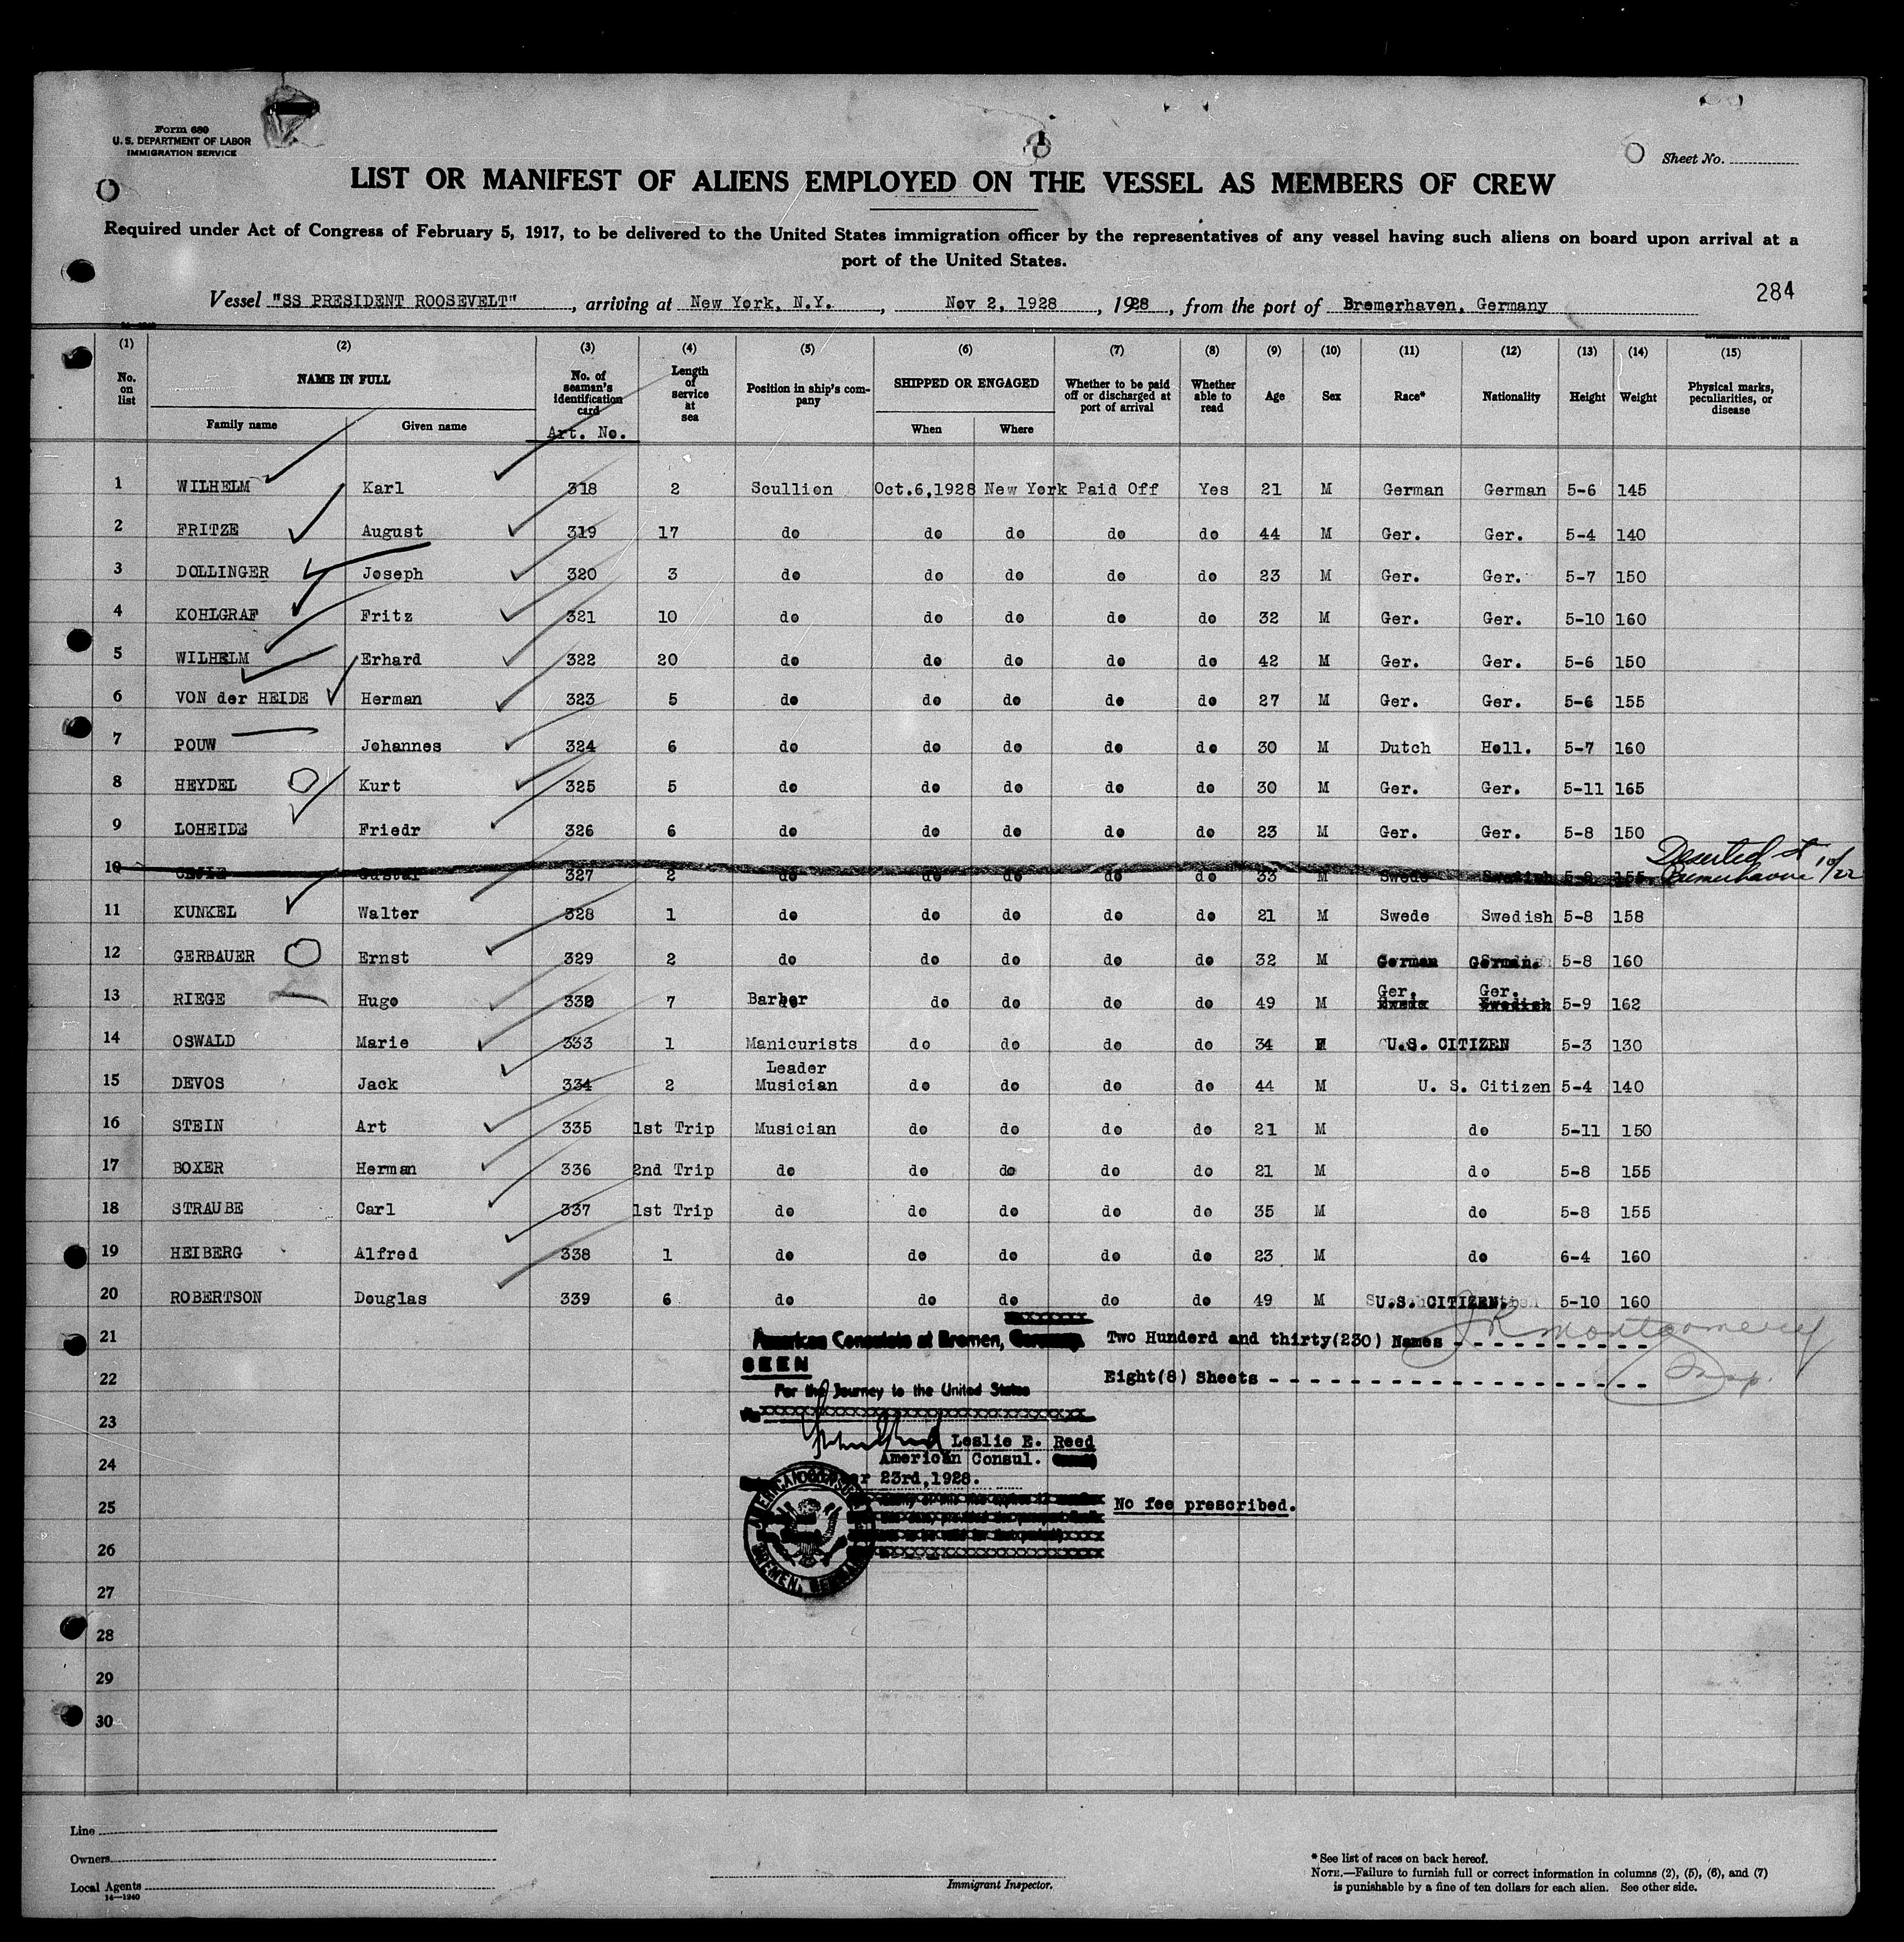 Form 680
U. S. DEPARTMENT OF LABOR
IMMIGRATION SERVICE
Sheet No.
LIST OR MANIFEST OF ALIENS EMPLOYED ON THE VESSEL AS MEMBERS OF CREW
Required under Act of Congress of February 5, 1917, to be delivered to the United States immigration officer by the representatives of any vessel having such aliens on board upon arrival at a
port of the United States.
284
Vessel "SS PRESIDENT ROOSEVELT", arriving at New York, N.Y., Nov 2, 1928, 1928, from the port of Bremerhaven, Germany
(1) (2) (3) (4) (5) (6) (7) (8) (9) (10) (11) (12) (13) (14) (15)
No. on list NAME IN FULL No. of seaman's identification card Length of service at sea Position in ship's company SHIPPED OR ENGAGED Whether to be paid off or discharged at port of arrival Whether able to read Age Sex Race* Nationality Height Weight Physical marks, peculiarities, or disease
Family name Given name Art. No. When Where
1 WILHELM Karl 318 2 Scullion Oct.6,1928 New York Paid Off Yes 21 M German German 5-6 145
2 FRITZE August 319 17 do do do do do 44 M Ger. Ger. 5-4 140
3 DOLLINGER Joseph 320 3 do do do do do 23 M Ger. Ger. 5-7 150
4 KOHLGRAF Fritz 321 10 do do do do do 32 M Ger. Ger. 5-10 160
5 WILHELM Erhard 322 20 do do do do do 42 M Ger. Ger. 5-6 150
6 VON der HEIDE Herman 323 5 do do do do do 27 M Ger. Ger. 5-6 155
7 POUW Johannes 324 6 do do do do do 30 M Dutch Holl. 5-7 160
8 HEYDEL Kurt 325 5 do do do do do 30 M Ger. Ger. 5-11 165
9 LOHEIDE Friedr 326 6 do do do do do 23 M Ger. Ger. 5-8 150
10 Gustaf 327 2 do do do do do 33 M Swede Swedish 5-8 155 Deserted at Bremerhaven 10/22
11 KUNKEL Walter 328 1 do do do do do 21 M Swede Swedish 5-8 158
12 GERBAUER Ernst 329 2 do do do do do 32 M German German. 5-8 160
13 RIEGE Hugo 332 7 Barber do do do do 49 M Ger. Ger. Swedish 5-9 162
14 OSWALD Marie 333 1 Manicurists do do do do 34 F U.S. CITIZEN 5-3 130
15 DEVOS Jack 334 2 Leader Musician do do do do 44 M U. S. Citizen 5-4 140
16 STEIN Art 335 1st Trip Musician do do do do 21 M do 5-11 150
17 BOXER Herman 336 2nd Trip do do do do do 21 M do 5-8 155
18 STRAUBE Carl 337 1st Trip do do do do do 35 M do 5-8 155
19 HEIBERG Alfred 338 1 do do do do do 23 M do 6-4 160
20 ROBERTSON Douglas 339 6 do do do do do 49 M U.S. CITIZEN. 5-10 160
21 American Consulate at Bremen, Germany. Two Hunderd and thirty(230) Names - - - - - - - - - - JR Montgomery
SEEN
22 Eight(8) Sheets - - - - - - - - - - - - - - - - - - Insp.
For the Journey to the United States
23
Leslie E. Reed
24 American Consul.
23rd,1928.
25 No fee prescribed.
AMERICAN CONSULATE
BREMEN, GERMANY
26
27
28
29
30
Line
Owners
Local Agents
14—1240
Immigrant Inspector.
* See list of races on back hereof.
NOTE.—Failure to furnish full or correct information in columns (2), (5), (6), and (7)
is punishable by a fine of ten dollars for each alien. See other side.